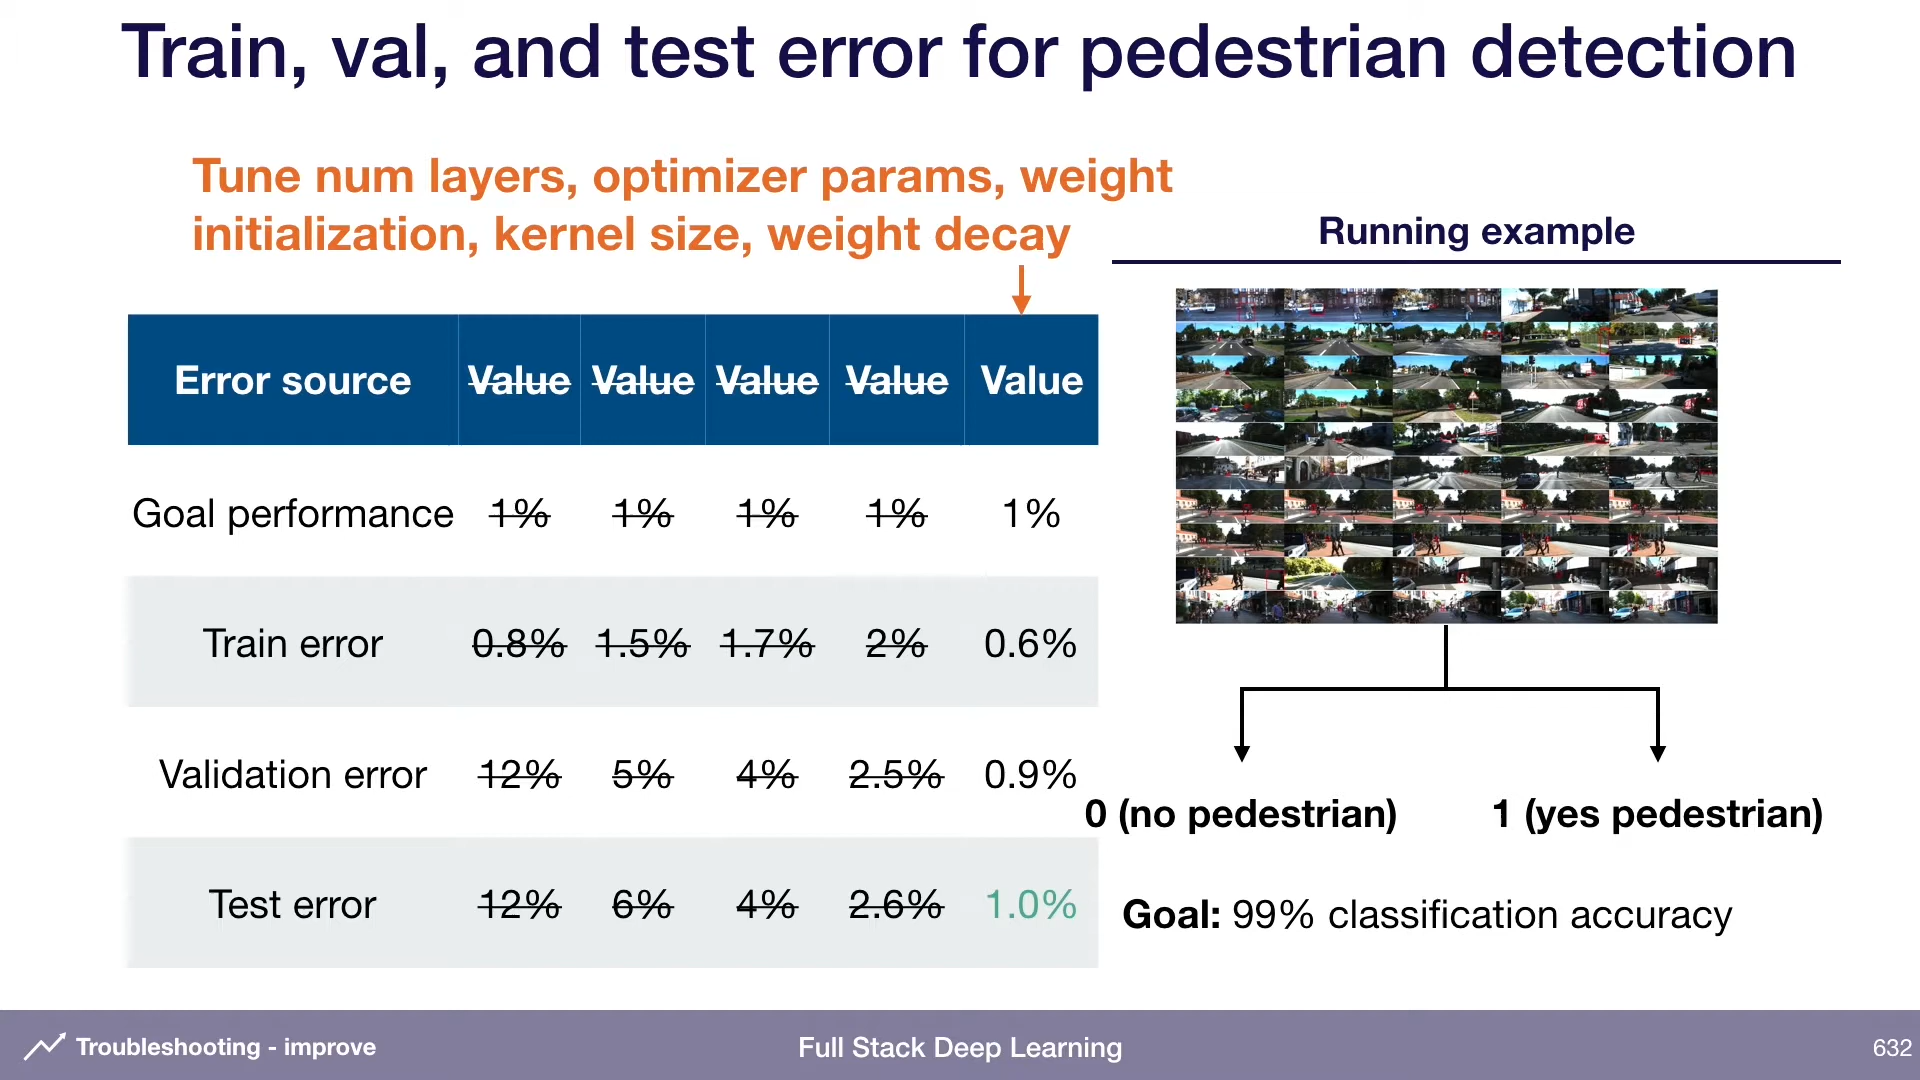 Train, val, and test error for pedestrian detection
Tune num layers, optimizer params, weight
initialization, kernel size, weight decay
Error source Value Value Value Value Value
Goal performance 1% 1% 1% 1% 1%
Train error 0.8% 1.5% 1.7% 2% 0.6%
Validation error 12% 5% 4% 2.5% 0.9%
Test error 12% 6% 4% 2.6% 1.0%
Running example
0 (no pedestrian) 1 (yes pedestrian)
Goal: 99% classification accuracy
Troubleshooting - improve Full Stack Deep Learning 632